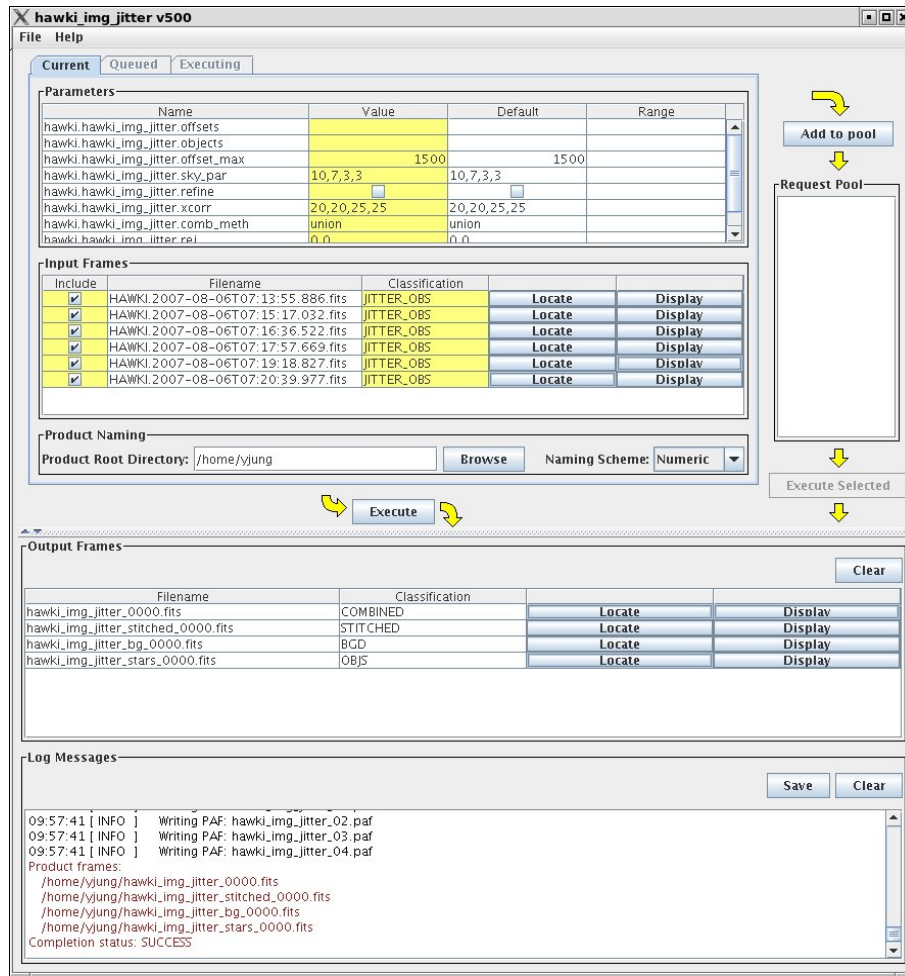 hawki_img_jitter v500
File Help
Current Queued Executing
Parameters
Name Value Default Range
hawki.hawki_img_jitter.offsets
hawki.hawki_img_jitter.objects
hawki.hawki_img_jitter.offset_max 1500 1500
hawki.hawki_img_jitter.sky_par 10,7,3,3 10,7,3,3
hawki.hawki_img_jitter.refine
hawki.hawki_img_jitter.xcorr 20,20,25,25 20,20,25,25
hawki.hawki_img_jitter.comb_meth union union
hawki.hawki_img_jitter.rej 0,0 0,0
Add to pool
Request Pool
Input Frames
Include Filename Classification
HAWKI.2007-08-06T07:13:55.886.fits JITTER_OBS Locate Display
HAWKI.2007-08-06T07:15:17.032.fits JITTER_OBS Locate Display
HAWKI.2007-08-06T07:16:36.522.fits JITTER_OBS Locate Display
HAWKI.2007-08-06T07:17:57.669.fits JITTER_OBS Locate Display
HAWKI.2007-08-06T07:19:18.827.fits JITTER_OBS Locate Display
HAWKI.2007-08-06T07:20:39.977.fits JITTER_OBS Locate Display
Product Naming
Product Root Directory: /home/yjung Browse Naming Scheme: Numeric
Execute Selected
Execute
Output Frames
Clear
Filename Classification
hawki_img_jitter_0000.fits COMBINED Locate Display
hawki_img_jitter_stitched_0000.fits STITCHED Locate Display
hawki_img_jitter_bg_0000.fits BGD Locate Display
hawki_img_jitter_stars_0000.fits OBJS Locate Display
Log Messages
Save Clear
09:57:41 [ INFO ] Writing PAF: hawki_img_jitter_02.paf
09:57:41 [ INFO ] Writing PAF: hawki_img_jitter_03.paf
09:57:41 [ INFO ] Writing PAF: hawki_img_jitter_04.paf
Product frames:
/home/yjung/hawki_img_jitter_0000.fits
/home/yjung/hawki_img_jitter_stitched_0000.fits
/home/yjung/hawki_img_jitter_bg_0000.fits
/home/yjung/hawki_img_jitter_stars_0000.fits
Completion status: SUCCESS